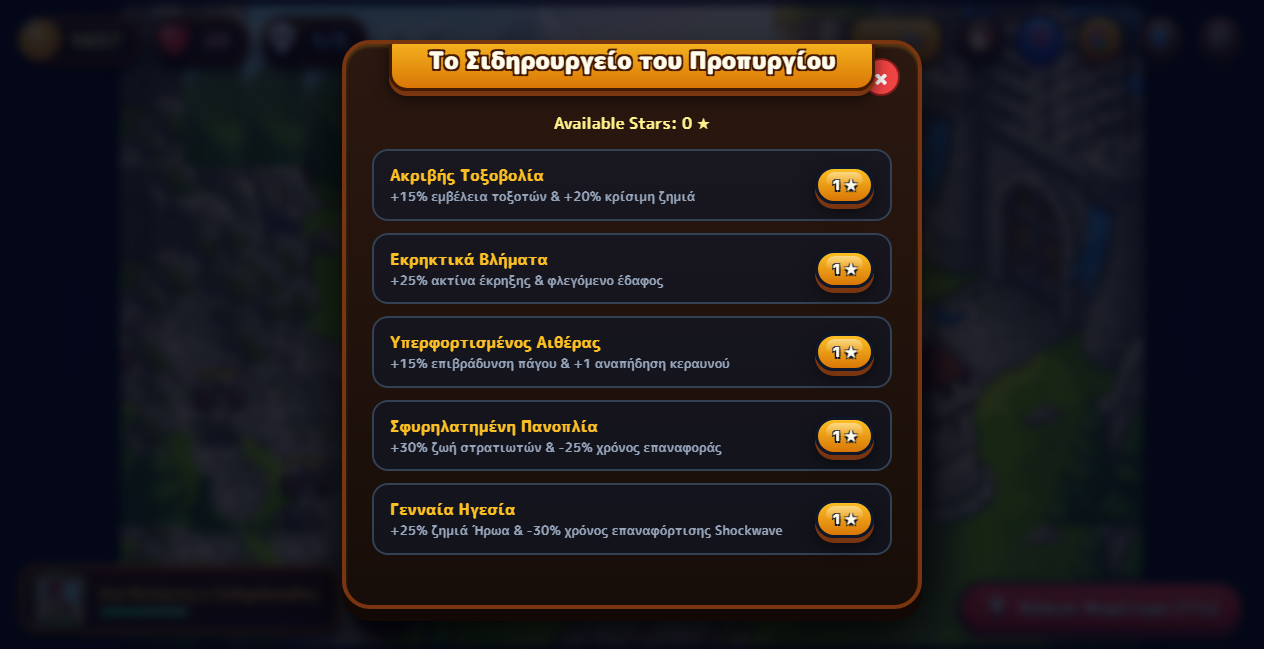 Το Σιδηρουργείο του Προπυργίου
Available Stars: 0 ★
Ακριβής Τοξοβολία
+15% εμβέλεια τοξοτών & +20% κρίσιμη ζημιά
1★
Εκρηκτικά Βλήματα
+25% ακτίνα έκρηξης & φλεγόμενο έδαφος
1★
Υπερφορτισμένος Αιθέρας
+15% επιβράδυνση πάγου & +1 αναπήδηση κεραυνού
1★
Σφυρηλατημένη Πανοπλία
+30% ζωή στρατιωτών & -25% χρόνος επαναφοράς
1★
Γενναία Ηγεσία
+25% ζημιά Ήρωα & -30% χρόνος επαναφόρτισης Shockwave
1★